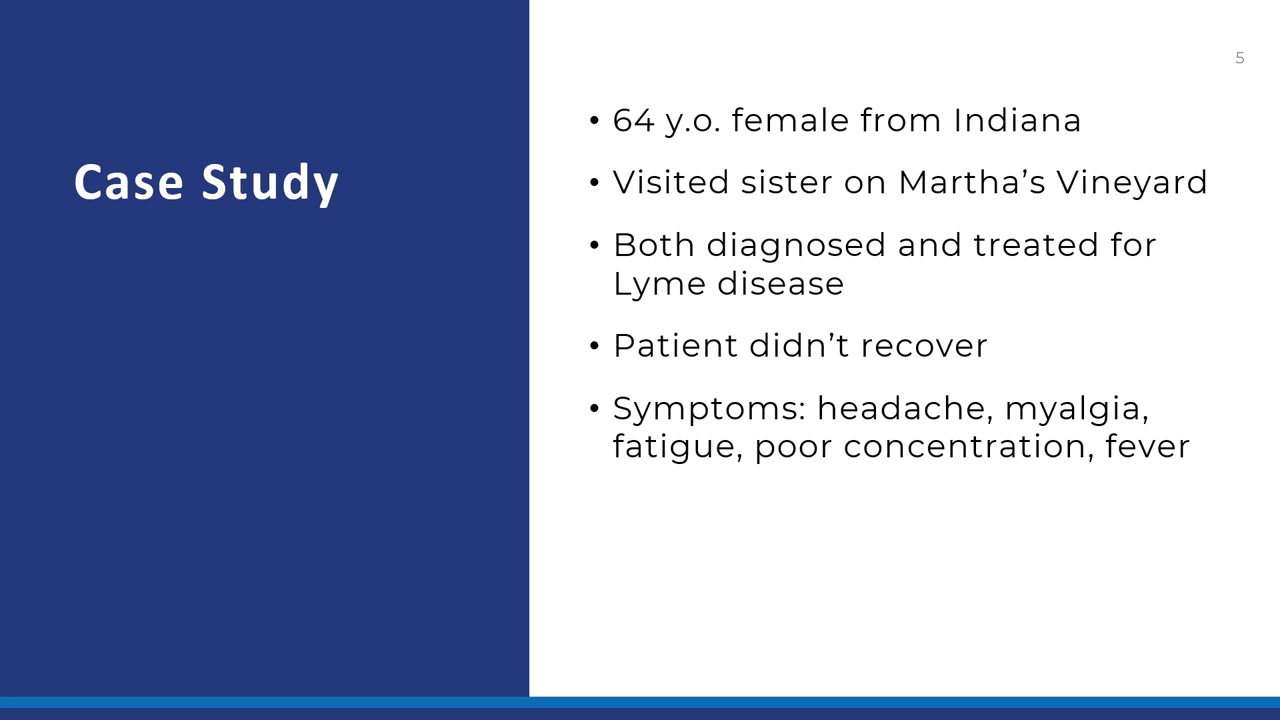 5
Case Study
• 64 y.o. female from Indiana
• Visited sister on Martha’s Vineyard
• Both diagnosed and treated for
Lyme disease
• Patient didn’t recover
• Symptoms: headache, myalgia,
fatigue, poor concentration, fever